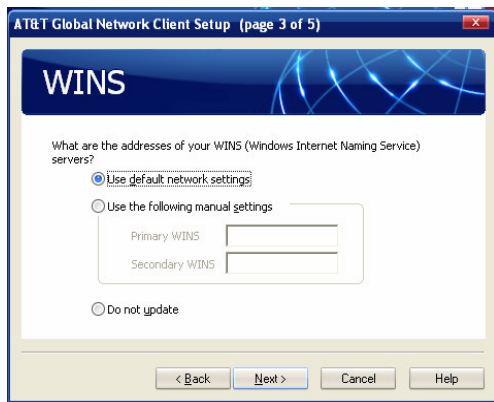 AT&T Global Network Client Setup (page 3 of 5)
WINS
What are the addresses of your WINS (Windows Internet Naming Service)
servers?
Use default network settings
Use the following manual settings
Primary WINS
Secondary WINS
Do not update
< Back Next > Cancel Help